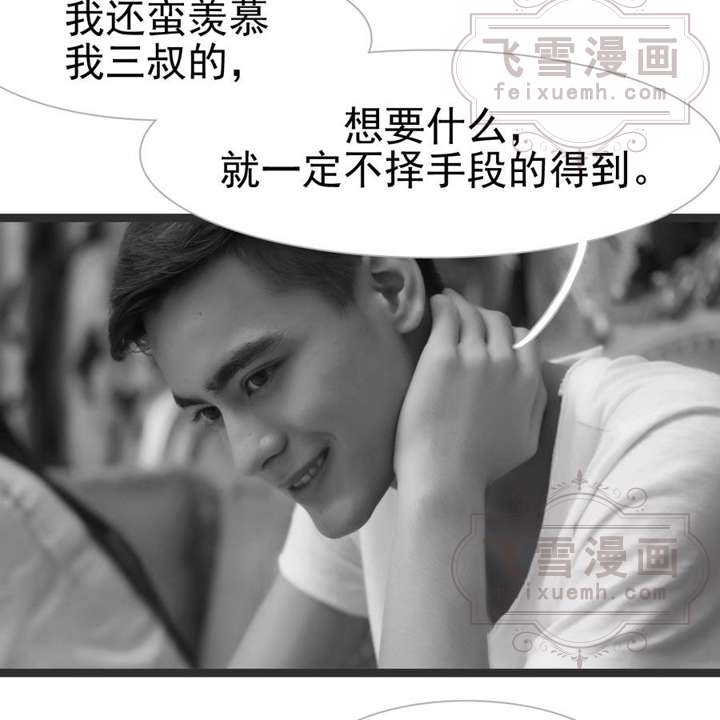 我还蛮羡慕
我三叔的，
飞雪漫画
feixuemh.com
想要什么，
就一定不择手段的得到。
飞雪漫画
feixuemh.com